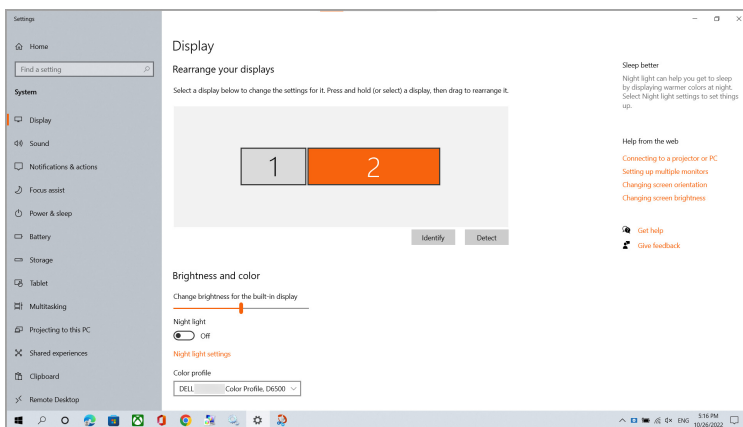 Settings
Home
Find a setting
System
Display
Sound
Notifications & actions
Focus assist
Power & sleep
Battery
Storage
Tablet
Multitasking
Projecting to this PC
Shared experiences
Clipboard
Remote Desktop
Display
Rearrange your displays
Select a display below to change the settings for it. Press and hold (or select) a display, then drag to rearrange it.
1
2
Identify
Detect
Brightness and color
Change brightness for the built-in display
Night light
Off
Night light settings
Color profile
DELL Color Profile, D6500
Sleep better
Night light can help you get to sleep
by displaying warmer colors at night.
Select Night light settings to set things
up.
Help from the web
Connecting to a projector or PC
Setting up multiple monitors
Changing screen orientation
Changing screen brightness
Get help
Give feedback
ENG
5:16 PM
10/26/2022